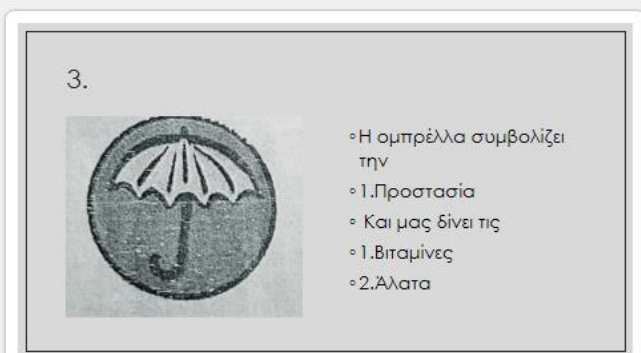 3.
◦Η ομπρέλλα συμβολίζει
την
◦1.Προστασία
◦ Και μας δίνει τις
◦1.Βιταμίνες
◦2.Άλατα